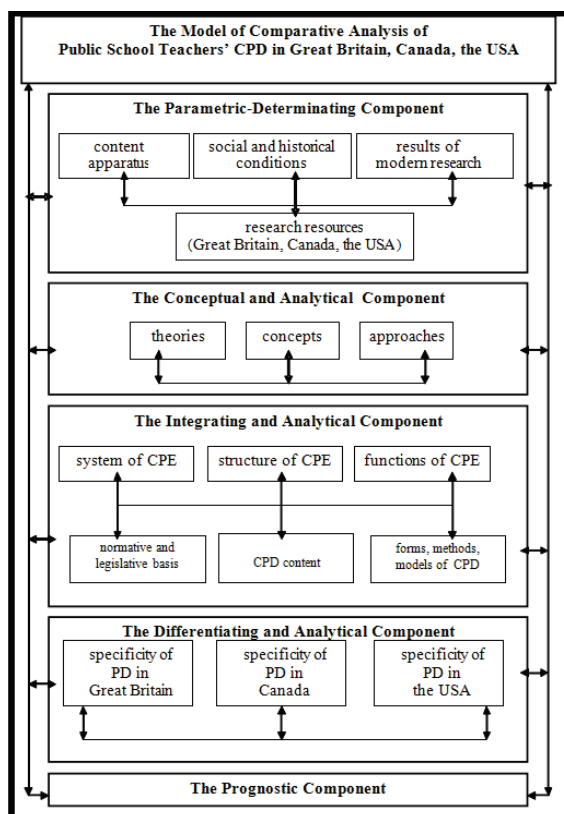 The Model of Comparative Analysis of
Public School Teachers’ CPD in Great Britain, Canada, the USA
The Parametric-Determinating Component
content
apparatus
social and historical
conditions
results of
modern research
research resources
(Great Britain, Canada, the USA)
The Conceptual and Analytical Component
theories
concepts
approaches
The Integrating and Analytical Component
system of CPE
structure of CPE
functions of CPE
normative and
legislative basis
CPD content
forms, methods,
models of CPD
The Differentiating and Analytical Component
specificity of
PD in
Great Britain
specificity of
PD in
Canada
specificity of
PD in
the USA
The Prognostic Component